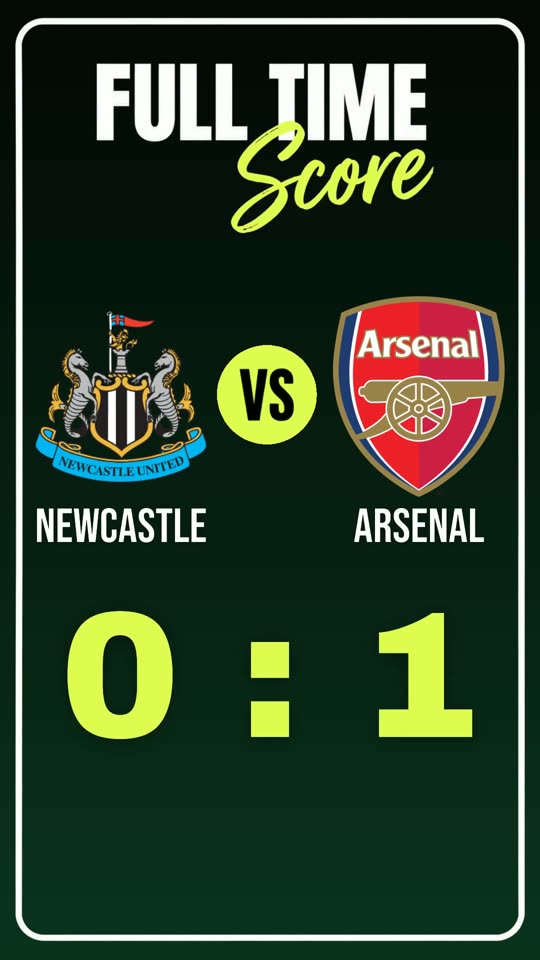 FULL TIME
Score
Arsenal
VS
NEWCASTLE UNITED
NEWCASTLE
ARSENAL
0 : 1